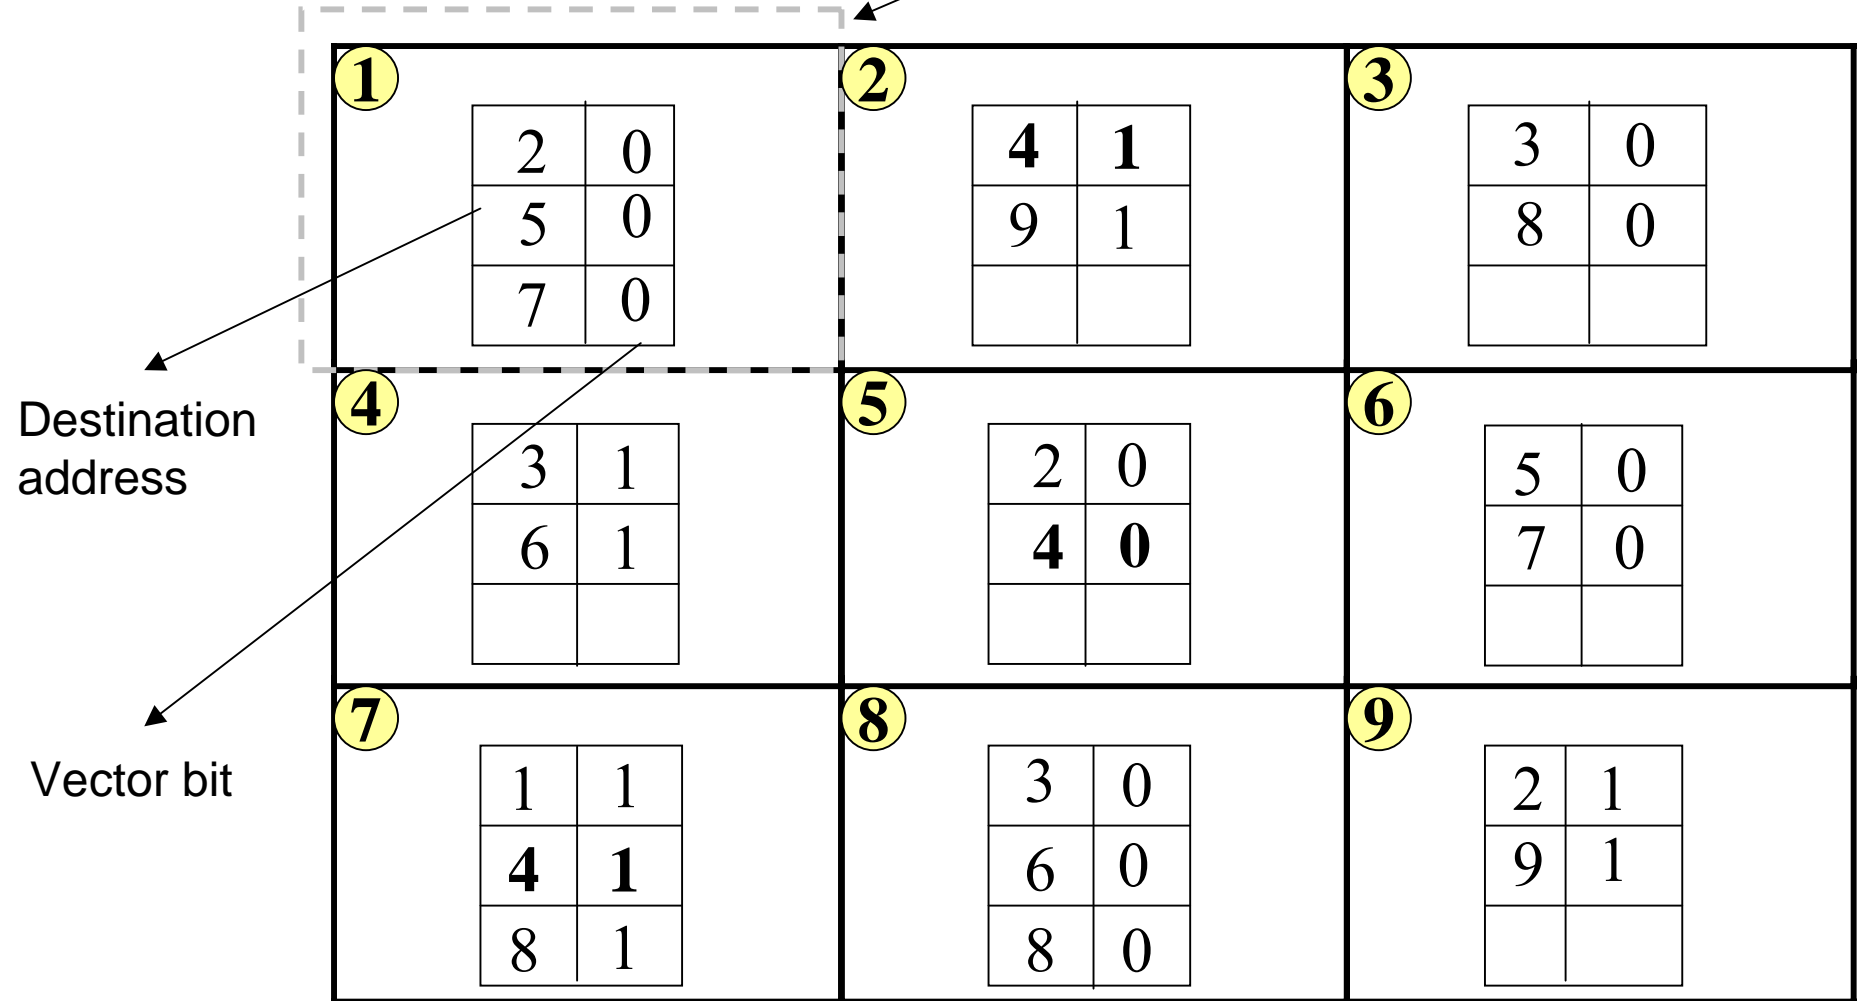 1 2 3
2 0 4 1 3 0
5 0 9 1 8 0
7 0
Destination
address
4 5 6
3 1 2 0 5 0
6 1 4 0 7 0
7 8 9
Vector bit
1 1 3 0 2 1
4 1 6 0 9 1
8 1 8 0